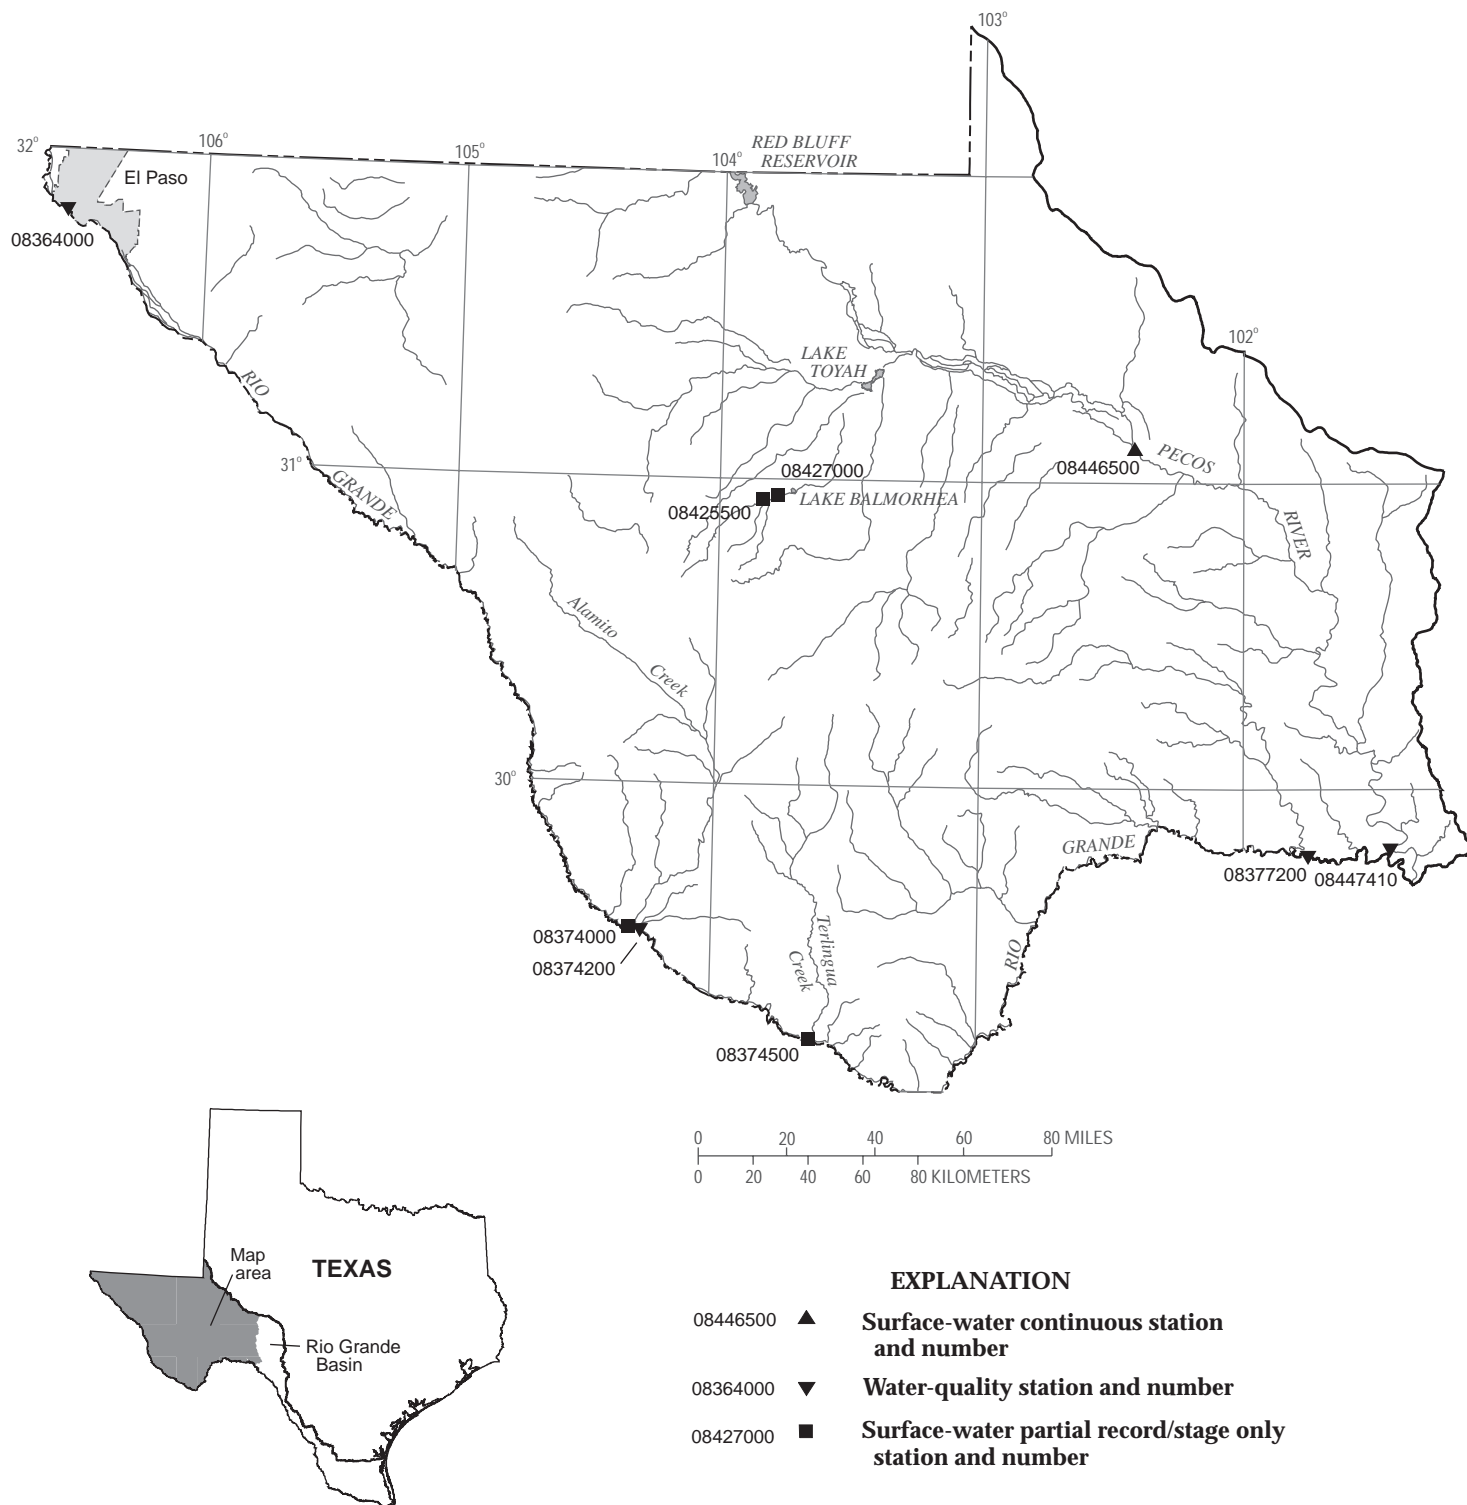 103°
32°
106°
105°
104°
RED BLUFF
RESERVOIR
El Paso
08364000
102°
LAKE
TOYAH
RIO
31°
GRANDE
08427000
08446500
PECOS
LAKE BALMORHEA
08425500
RIVER
Alamito
Creek
30°
GRANDE
08377200
08447410
08374000
08374200
Terlingua
Creek
RIO
08374500
0 20 40 60 80 MILES
0 20 40 60 80 KILOMETERS
Map
area
TEXAS
Rio Grande
Basin
EXPLANATION
08446500 Surface-water continuous station
and number
08364000 Water-quality station and number
08427000 Surface-water partial record/stage only
station and number